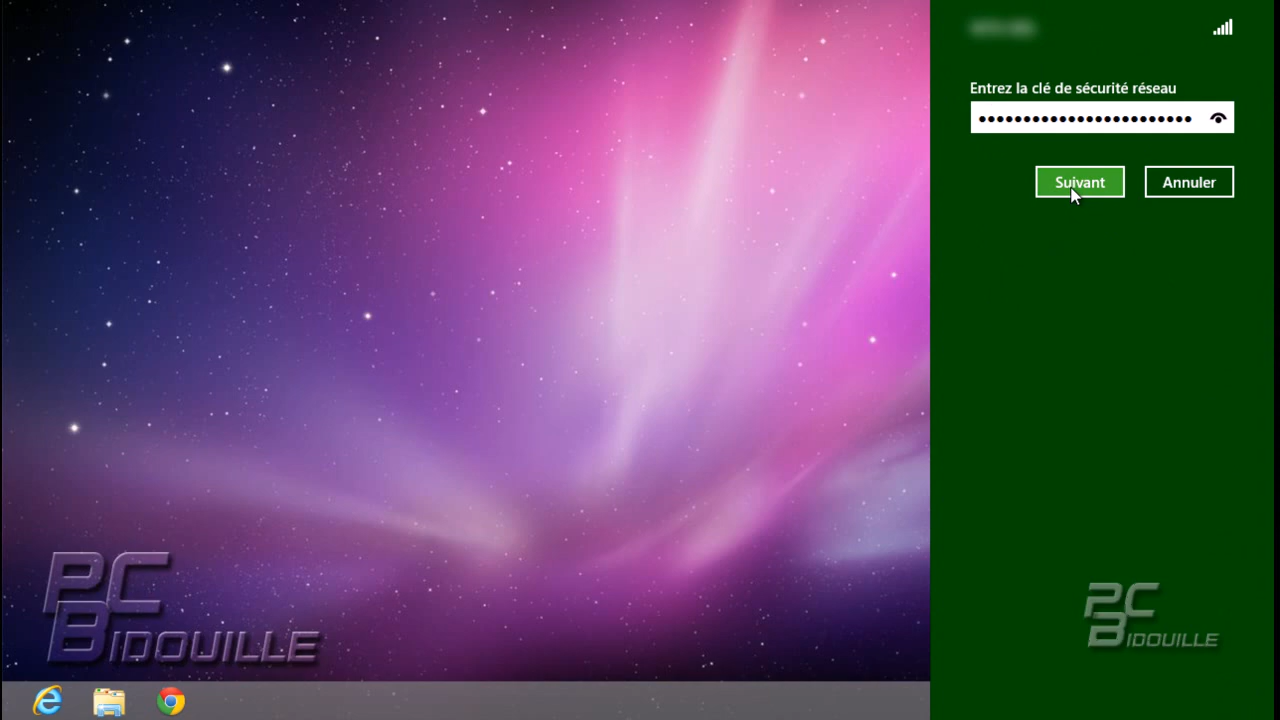 Entrez la clé de sécurité réseau
●●●●●●●●●●●●●●●●●●●●●●●●●
Suivant
Annuler
PC
BIDOUILLE
PC
BIDOUILLE